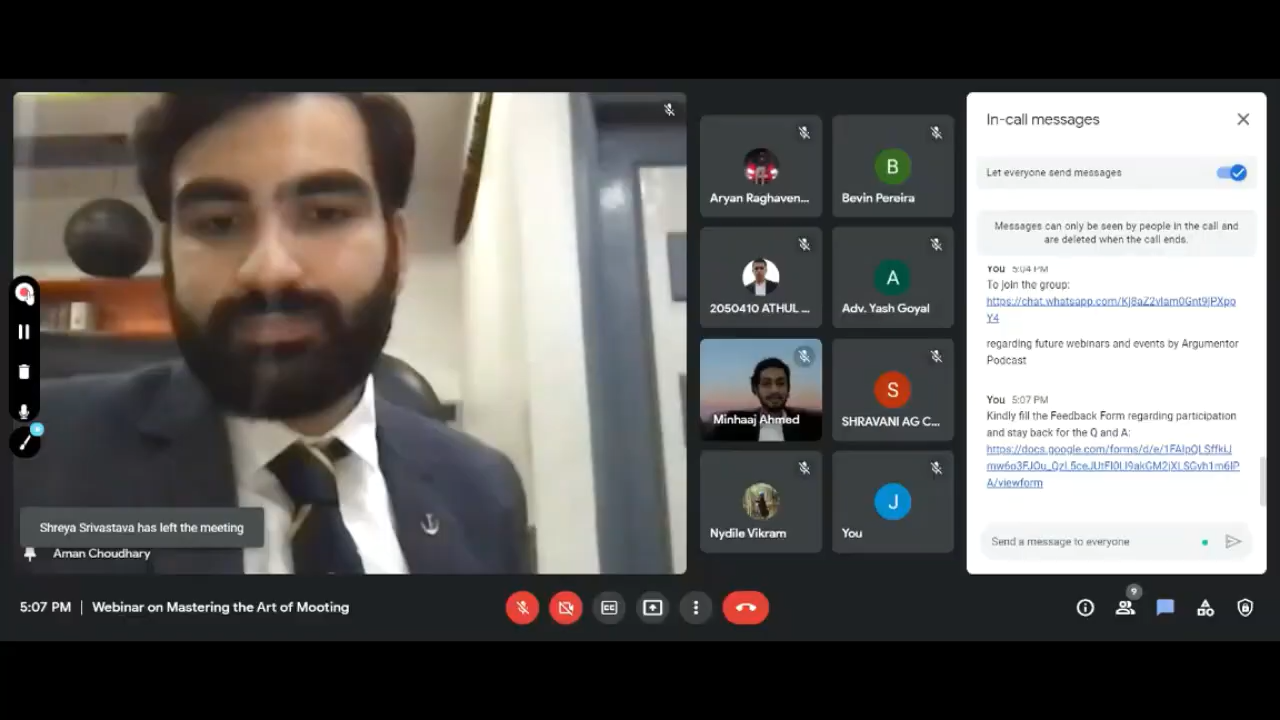 Shreya Srivastava has left the meeting
Aman Choudhary
Aryan Raghaven...
B
Bevin Pereira
2050410 ATHUL ...
A
Adv. Yash Goyal
Minhaaj Ahmed
S
SHRAVANI AG C...
Nydile Vikram
J
You
In-call messages
Let everyone send messages
Messages can only be seen by people in the call and
are deleted when the call ends.
You 5:04 PM
To join the group:
regarding future webinars and events by Argumentor
Podcast
You 5:07 PM
Kindly fill the Feedback Form regarding participation
and stay back for the Q and A:
A/viewform
Send a message to everyone
5:07 PM | Webinar on Mastering the Art of Mooting
9